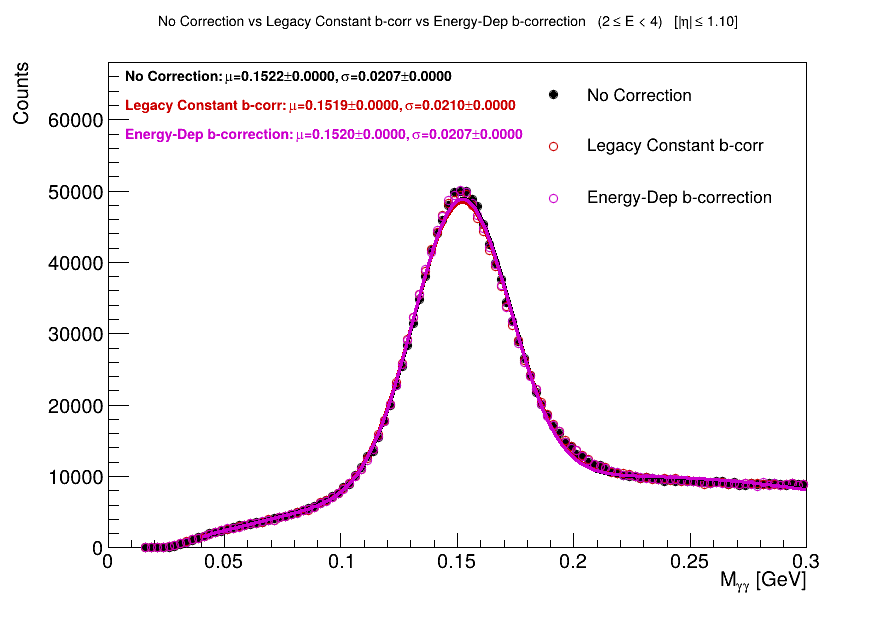 No Correction vs Legacy Constant b-corr vs Energy-Dep b-correction (2 ≤ E < 4) [|η| ≤ 1.10]
Counts
No Correction: μ=0.1522±0.0000, σ=0.0207±0.0000
Legacy Constant b-corr: μ=0.1519±0.0000, σ=0.0210±0.0000
Energy-Dep b-correction: μ=0.1520±0.0000, σ=0.0207±0.0000
No Correction
Legacy Constant b-corr
Energy-Dep b-correction
60000
50000
40000
30000
20000
10000
0
0 0.05 0.1 0.15 0.2 0.25 0.3
M_γγ [GeV]